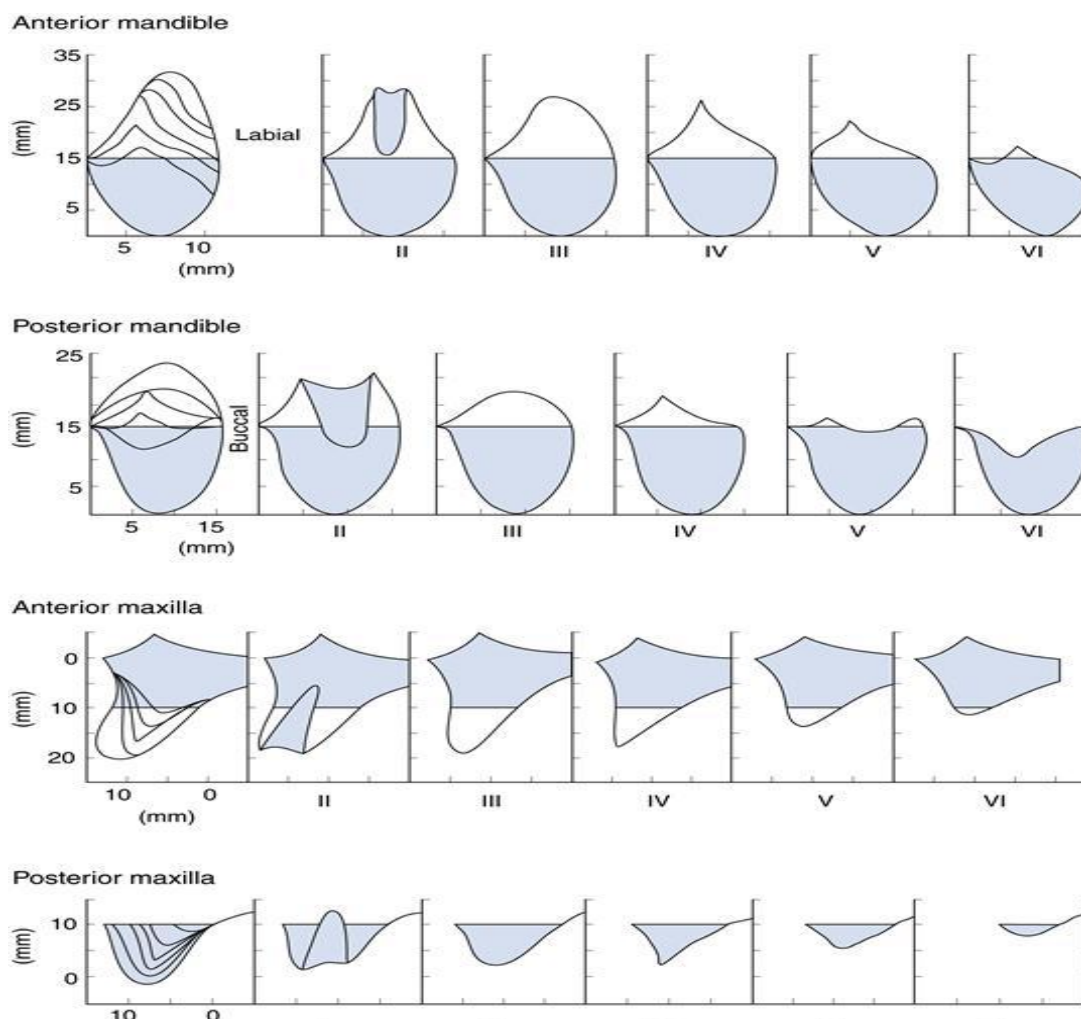 Anterior mandible
35
25
15
5
(mm)
Labial
5 10
(mm)
II III IV V VI
Posterior mandible
25
15
5
(mm)
Buccal
5 15
(mm)
II III IV V VI
Anterior maxilla
0
10
20
(mm)
10 0
(mm)
II III IV V VI
Posterior maxilla
10
0
(mm)
10 0